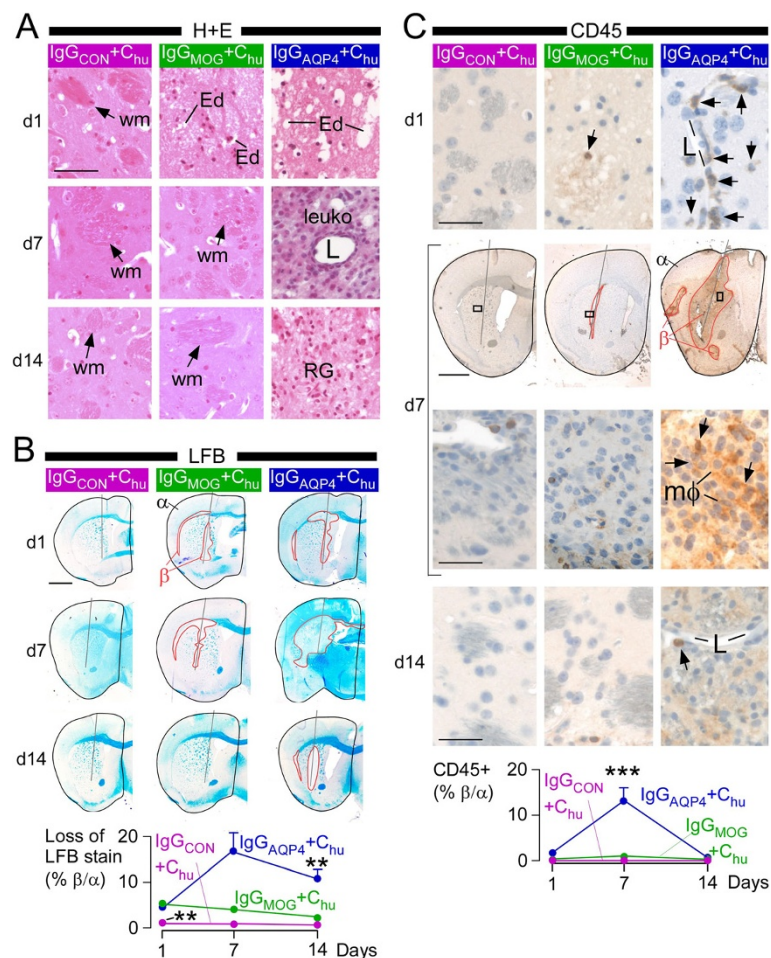 A
H+E
IgGCON+Chu IgGMOG+Chu IgGAQP4+Chu
d1
wm
Ed
Ed
Ed
d7
wm
wm
leuko
L
d14
wm
wm
RG
B
LFB
IgGCON+Chu IgGMOG+Chu IgGAQP4+Chu
d1
α
β
d7
d14
Loss of
LFB stain
(% β/α)
20
10
0
IgGCON
+Chu
IgGAQP4+Chu
**
IgGMOG+Chu
**
1 7 14 Days
C
CD45
IgGCON+Chu IgGMOG+Chu IgGAQP4+Chu
d1
L
d7
α
β
mϕ
d14
L
CD45+
(% β/α)
20
10
0
***
IgGCON
+Chu
IgGAQP4+Chu
IgGMOG
+Chu
1 7 14 Days